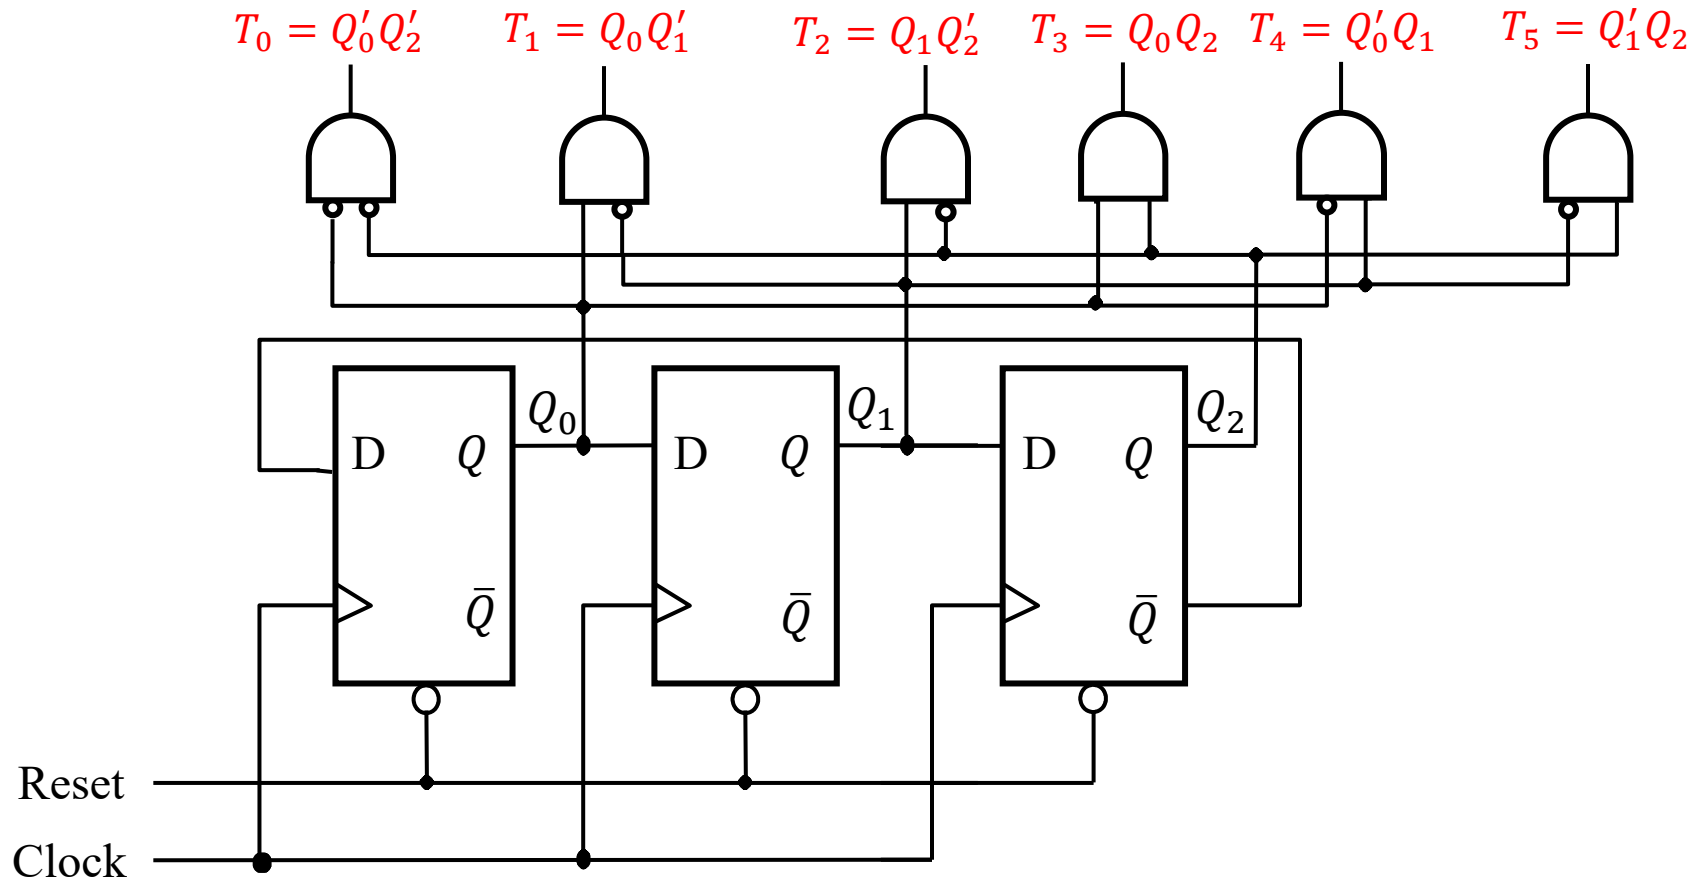 T₀ = Q₀′Q₂′
T₁ = Q₀Q₁′
T₂ = Q₁Q₂′
T₃ = Q₀Q₂
T₄ = Q₀′Q₁
T₅ = Q₁′Q₂
Q₀
Q₁
Q₂
D Q
D Q
D Q
Q̅
Q̅
Q̅
Reset
Clock